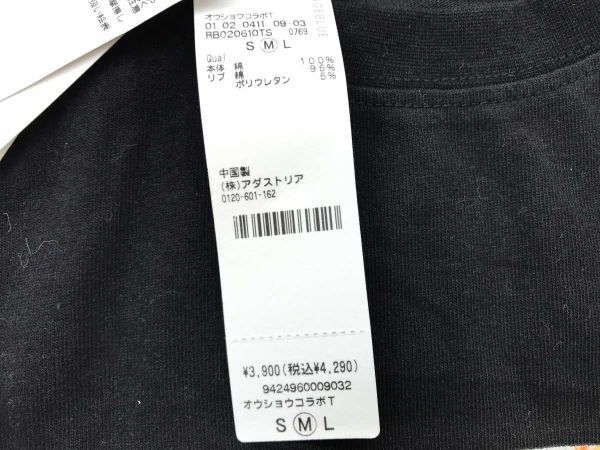 オウショウコラボT
01 02 0411 09-03
RB020610TS 0769
S M L
Qual.
本体 綿 100%
リブ 綿 95%
ポリウレタン 5%
中国製
(株)アダストリア
0120-601-162
¥3,900(税込¥4,290)
9424960009032
オウショウコラボT
S M L